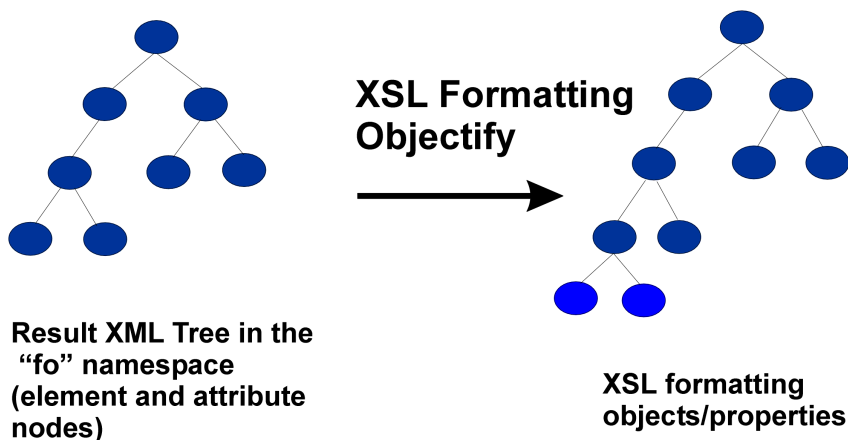 XSL Formatting
Objectify
Result XML Tree in the
“fo” namespace
(element and attribute
nodes)
XSL formatting
objects/properties